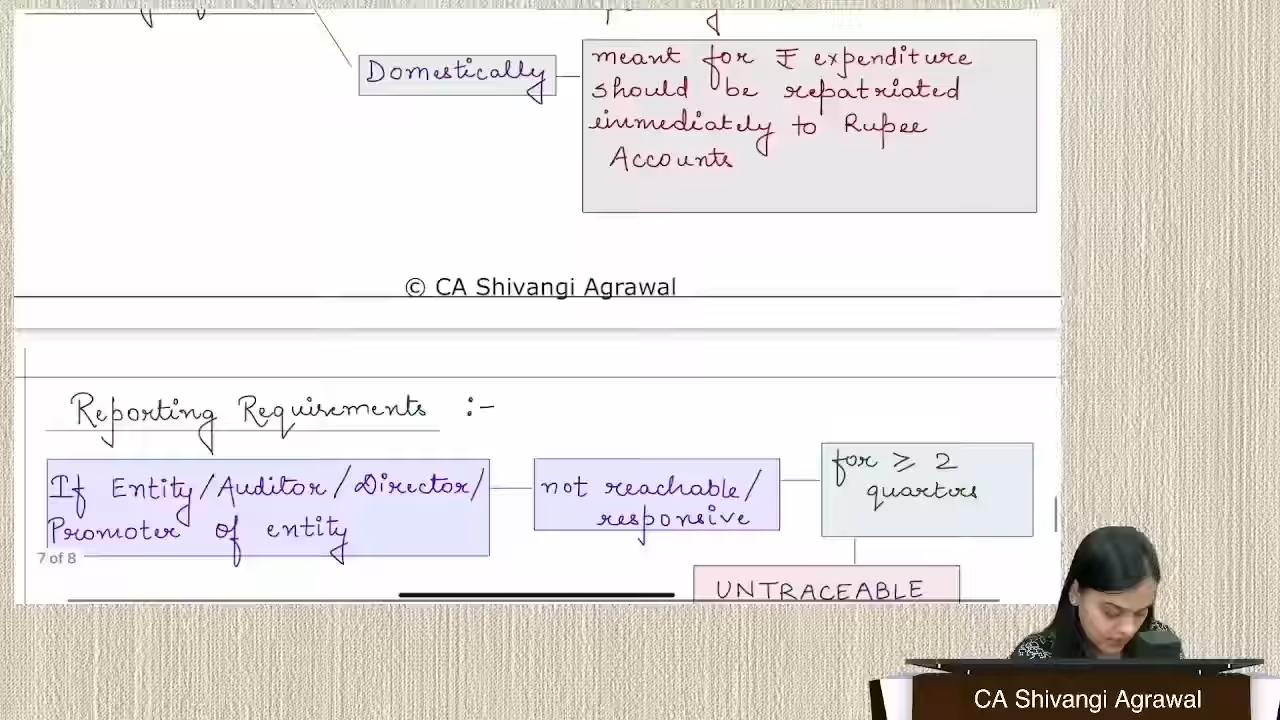 Domestically
meant for ₹ expenditure
should be repatriated
immediately to Rupee
Accounts
© CA Shivangi Agrawal
Reporting Requirements :-
If Entity/Auditor/Director/
Promoter of entity
not reachable/
responsive
for ⩾ 2
quarters
7 of 8
UNTRACEABLE
CA Shivangi Agrawal